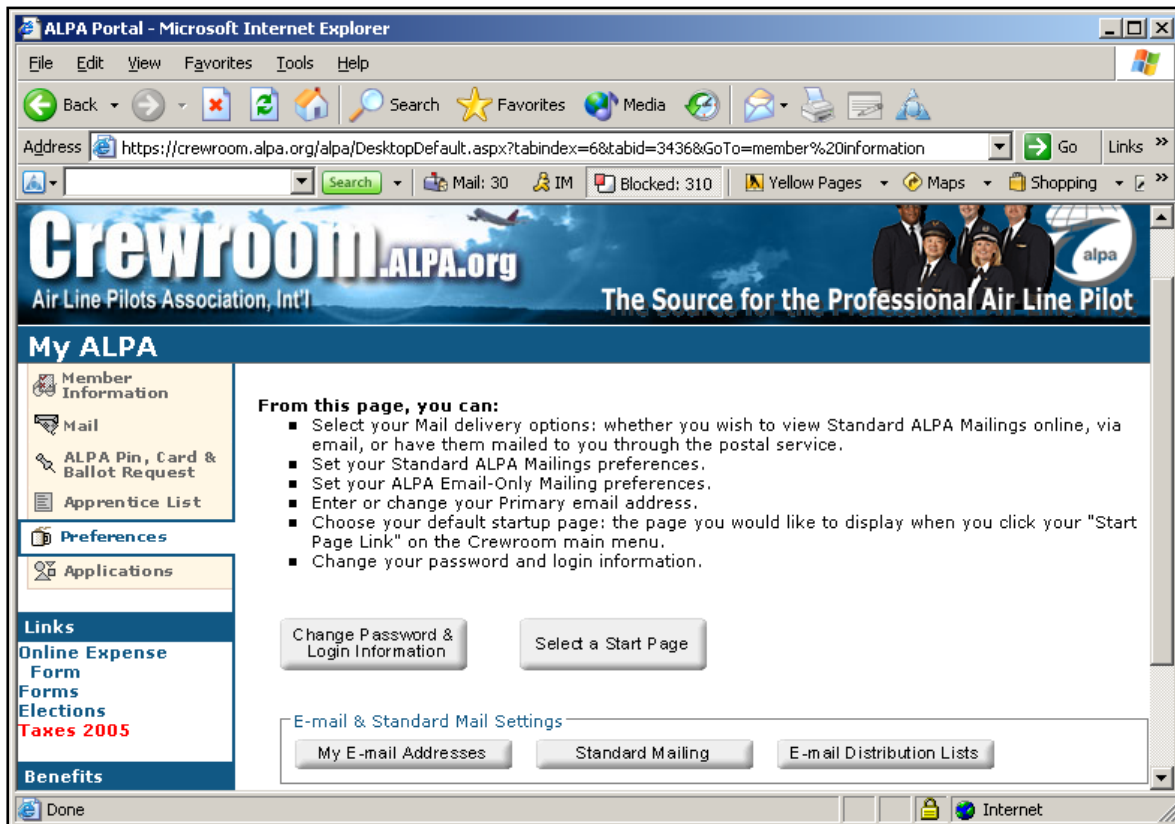 ALPA Portal - Microsoft Internet Explorer
File Edit View Favorites Tools Help
Back Search Favorites Media
Address https://crewroom.alpa.org/alpa/DesktopDefault.aspx?tabindex=6&tabid=3436&GoTo=member%20information Go Links »
Search Mail: 30 IM Blocked: 310 Yellow Pages Maps Shopping »
Crewroom.ALPA.org
alpa
Air Line Pilots Association, Int'l The Source for the Professional Air Line Pilot
My ALPA
Member
Information
Mail
ALPA Pin, Card &
Ballot Request
Apprentice List
Preferences
Applications
Links
Online Expense
Form
Forms
Elections
Taxes 2005
Benefits
From this page, you can:
▪ Select your Mail delivery options: whether you wish to view Standard ALPA Mailings online, via
email, or have them mailed to you through the postal service.
▪ Set your Standard ALPA Mailings preferences.
▪ Set your ALPA Email-Only Mailing preferences.
▪ Enter or change your Primary email address.
▪ Choose your default startup page: the page you would like to display when you click your "Start
Page Link" on the Crewroom main menu.
▪ Change your password and login information.
Change Password &
Login Information
Select a Start Page
E-mail & Standard Mail Settings
My E-mail Addresses Standard Mailing E-mail Distribution Lists
Done Internet